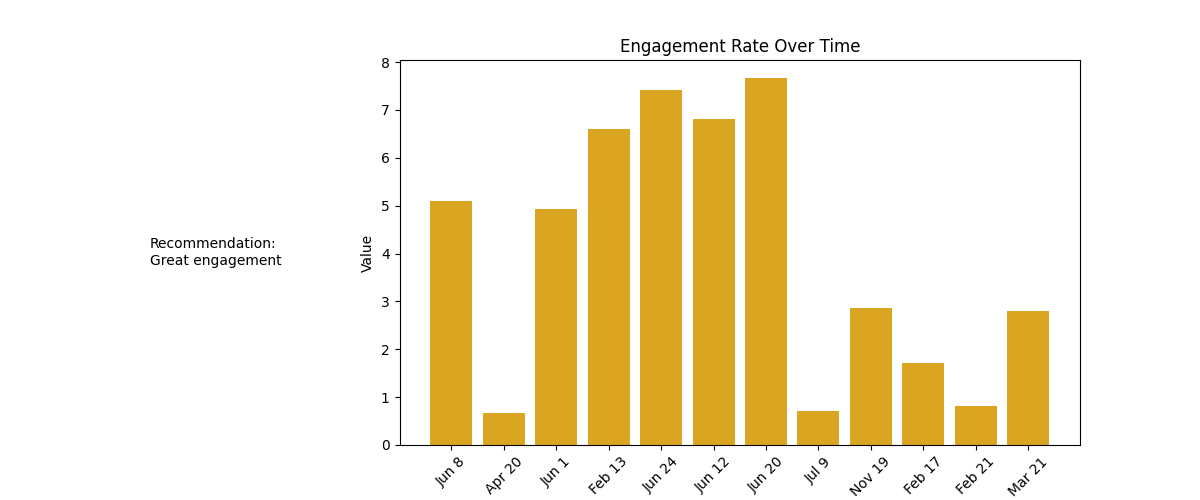 Engagement Rate Over Time
Recommendation:
Great engagement
Value
8
7
6
5
4
3
2
1
0
Jun 8
Apr 20
Jun 1
Feb 13
Jun 24
Jun 12
Jun 20
Jul 9
Nov 19
Feb 17
Feb 21
Mar 21